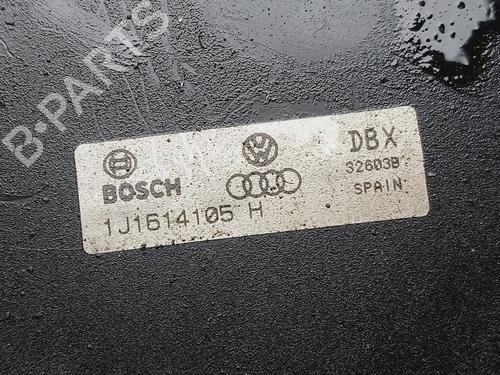 B-PARTS
BOSCH
DBX
32603B
SPAIN
1J1614105 H